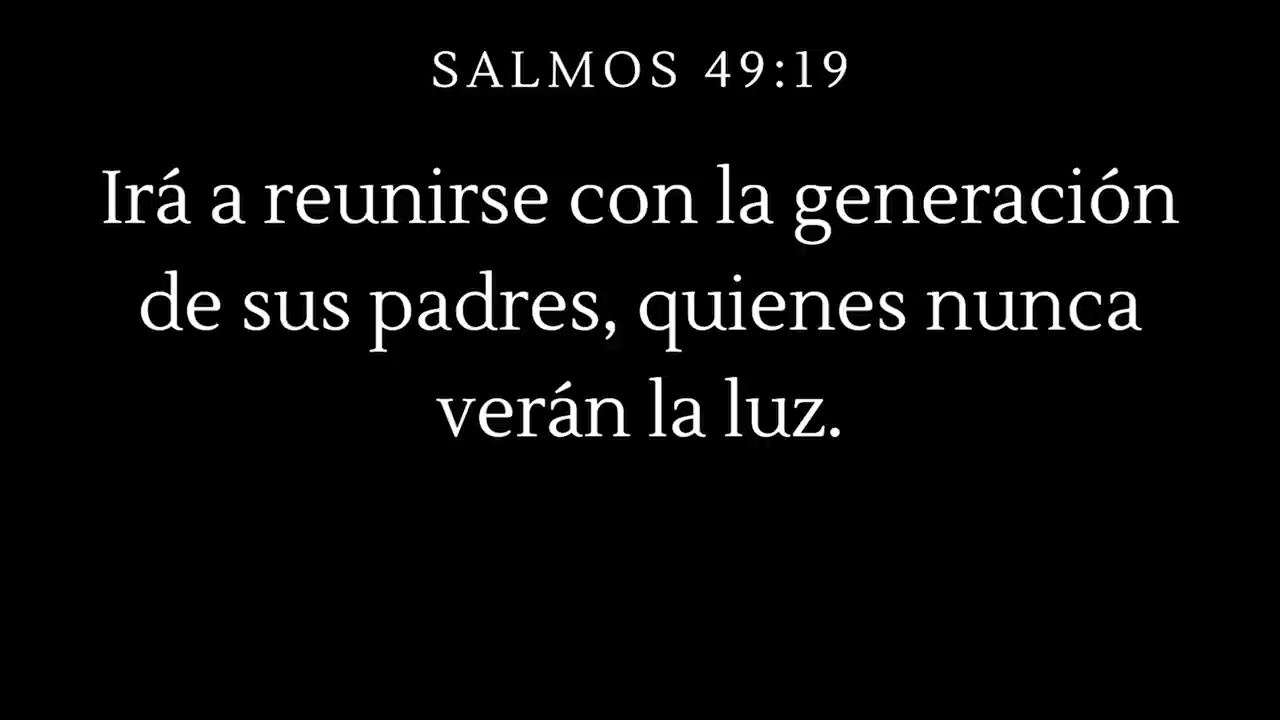 SALMOS 49:19
Irá a reunirse con la generación
de sus padres, quienes nunca
verán la luz.